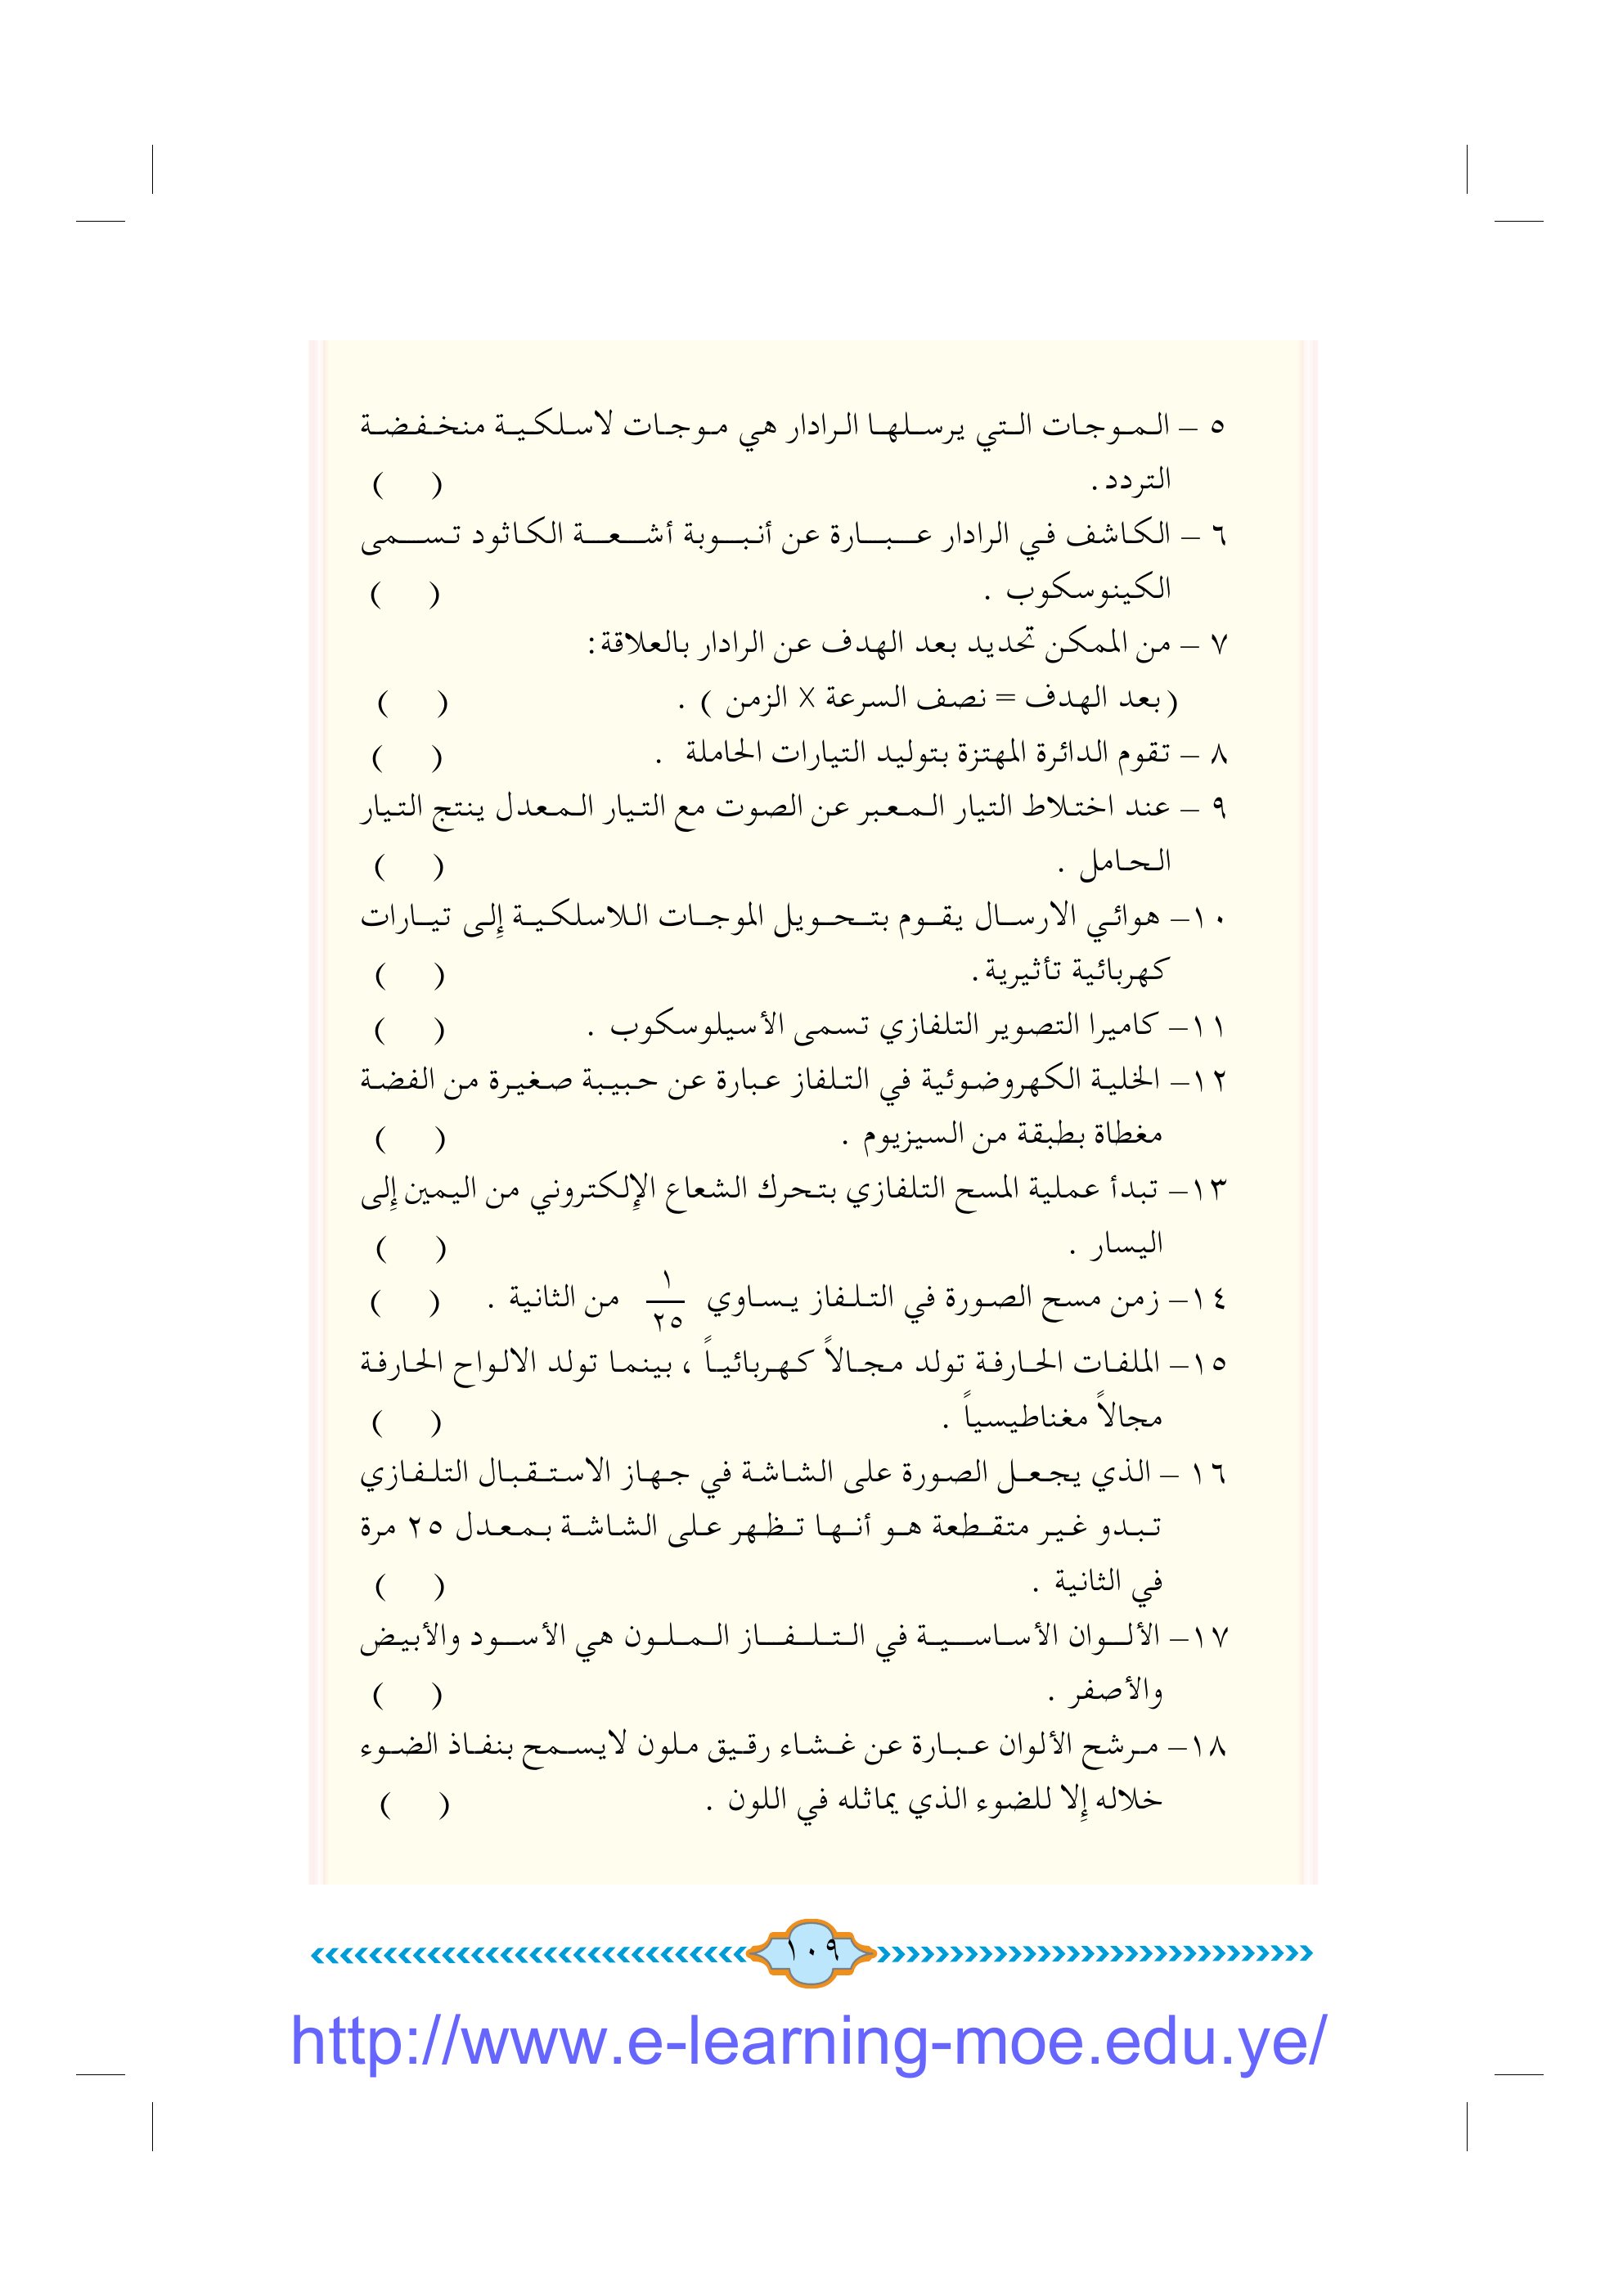 ٥ – الموجات التي يرسلها الرادار هي موجات لاسلكية منخفضة
التردد. (    )
٦ – الكاشف في الرادار عبارة عن أنبوبة أشعة الكاثود تسمى
الكينوسكوب . (    )
٧ – من الممكن تحديد بعد الهدف عن الرادار بالعلاقة:
(بعد الهدف = نصف السرعة × الزمن ) . (    )
٨ – تقوم الدائرة المهتزة بتوليد التيارات الحاملة . (    )
٩ – عند اختلاط التيار المعبر عن الصوت مع التيار المعدل ينتج التيار
الحامل . (    )
١٠– هوائي الارسال يقوم بتحويل الموجات اللاسلكية إلى تيارات
كهربائية تأثيرية. (    )
١١– كاميرا التصوير التلفازي تسمى الأسيلوسكوب . (    )
١٢– الخلية الكهروضوئية في التلفاز عبارة عن حبيبة صغيرة من الفضة
مغطاة بطبقة من السيزيوم . (    )
١٣– تبدأ عملية المسح التلفازي بتحرك الشعاع الإلكتروني من اليمين إلى
اليسار . (    )
١٤– زمن مسح الصورة في التلفاز يساوي ١/٢٥ من الثانية . (    )
١٥– الملفات الحارفة تولد مجالاً كهربائياً ، بينما تولد الالواح الحارفة
مجالاً مغناطيسياً . (    )
١٦ – الذي يجعل الصورة على الشاشة في جهاز الاستقبال التلفازي
تبدو غير متقطعة هو أنها تظهر على الشاشة بمعدل ٢٥ مرة
في الثانية . (    )
١٧– الألوان الأساسية في التلفاز الملون هي الأسود والأبيض
والأصفر . (    )
١٨– مرشح الألوان عبارة عن غشاء رقيق ملون لايسمح بنفاذ الضوء
خلاله إلا للضوء الذي يماثله في اللون . (    )
١٠٩
http://www.e-learning-moe.edu.ye/